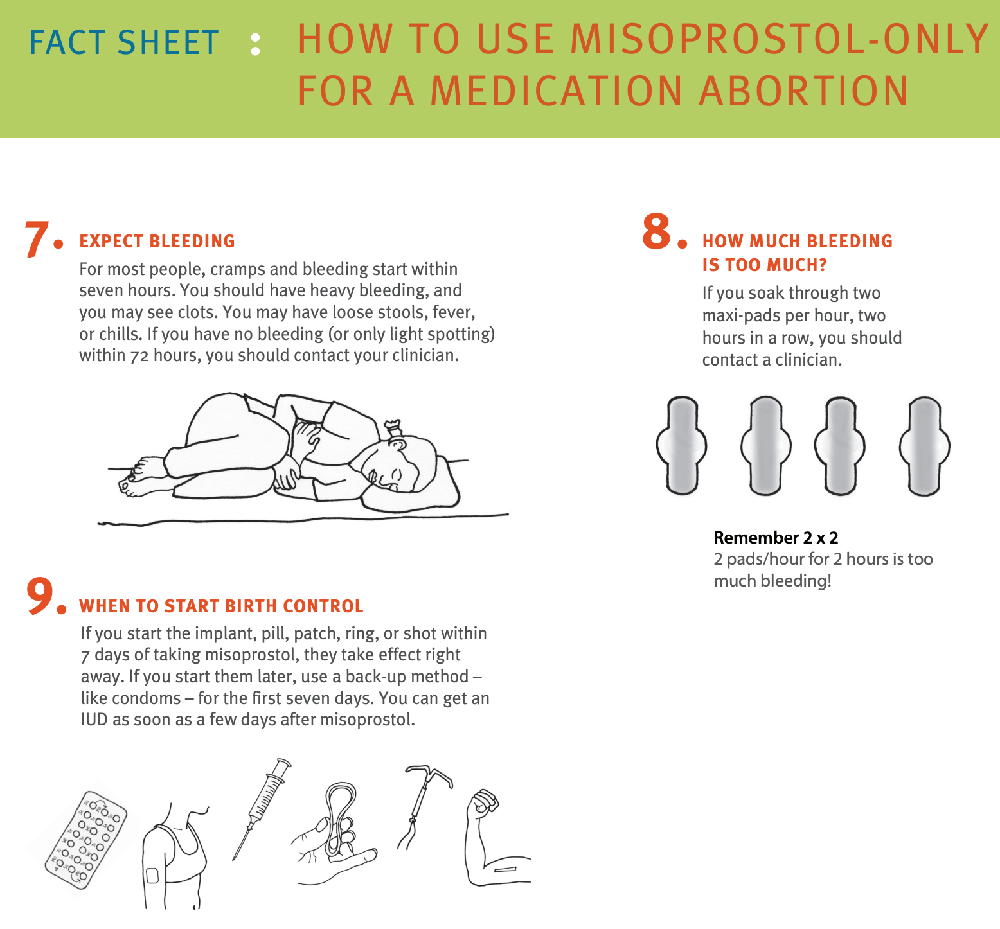 FACT SHEET : HOW TO USE MISOPROSTOL-ONLY
FOR A MEDICATION ABORTION
7. EXPECT BLEEDING
For most people, cramps and bleeding start within
seven hours. You should have heavy bleeding, and
you may see clots. You may have loose stools, fever,
or chills. If you have no bleeding (or only light spotting)
within 72 hours, you should contact your clinician.
8. HOW MUCH BLEEDING
IS TOO MUCH?
If you soak through two
maxi-pads per hour, two
hours in a row, you should
contact a clinician.
Remember 2 x 2
2 pads/hour for 2 hours is too
much bleeding!
9. WHEN TO START BIRTH CONTROL
If you start the implant, pill, patch, ring, or shot within
7 days of taking misoprostol, they take effect right
away. If you start them later, use a back-up method –
like condoms – for the first seven days. You can get an
IUD as soon as a few days after misoprostol.